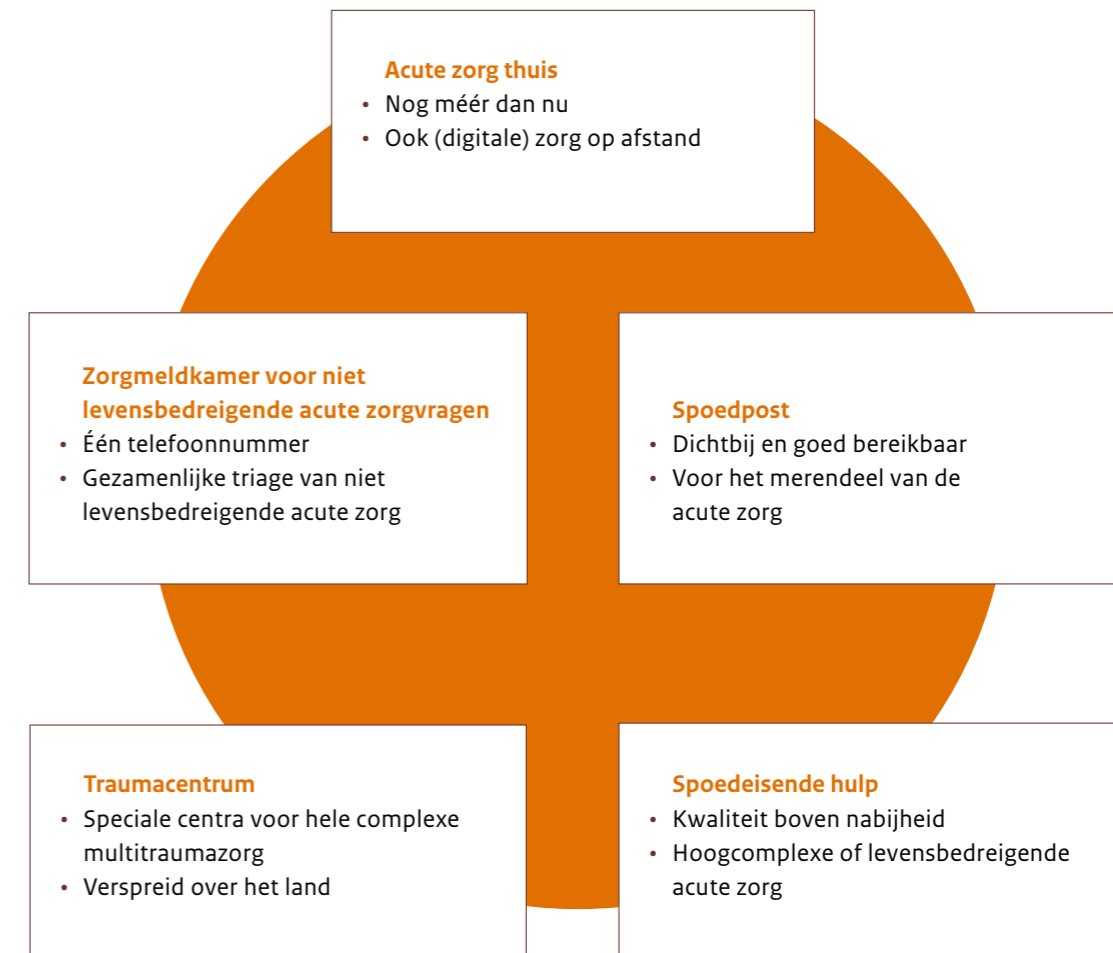 Acute zorg thuis
• Nog méér dan nu
• Ook (digitale) zorg op afstand
Zorgmeldkamer voor niet
levensbedreigende acute zorgvragen
• Één telefoonnummer
• Gezamenlijke triage van niet
levensbedreigende acute zorg
Spoedpost
• Dichtbij en goed bereikbaar
• Voor het merendeel van de
acute zorg
Traumacentrum
• Speciale centra voor hele complexe
multitraumazorg
• Verspreid over het land
Spoedeisende hulp
• Kwaliteit boven nabijheid
• Hoogcomplexe of levensbedreigende
acute zorg